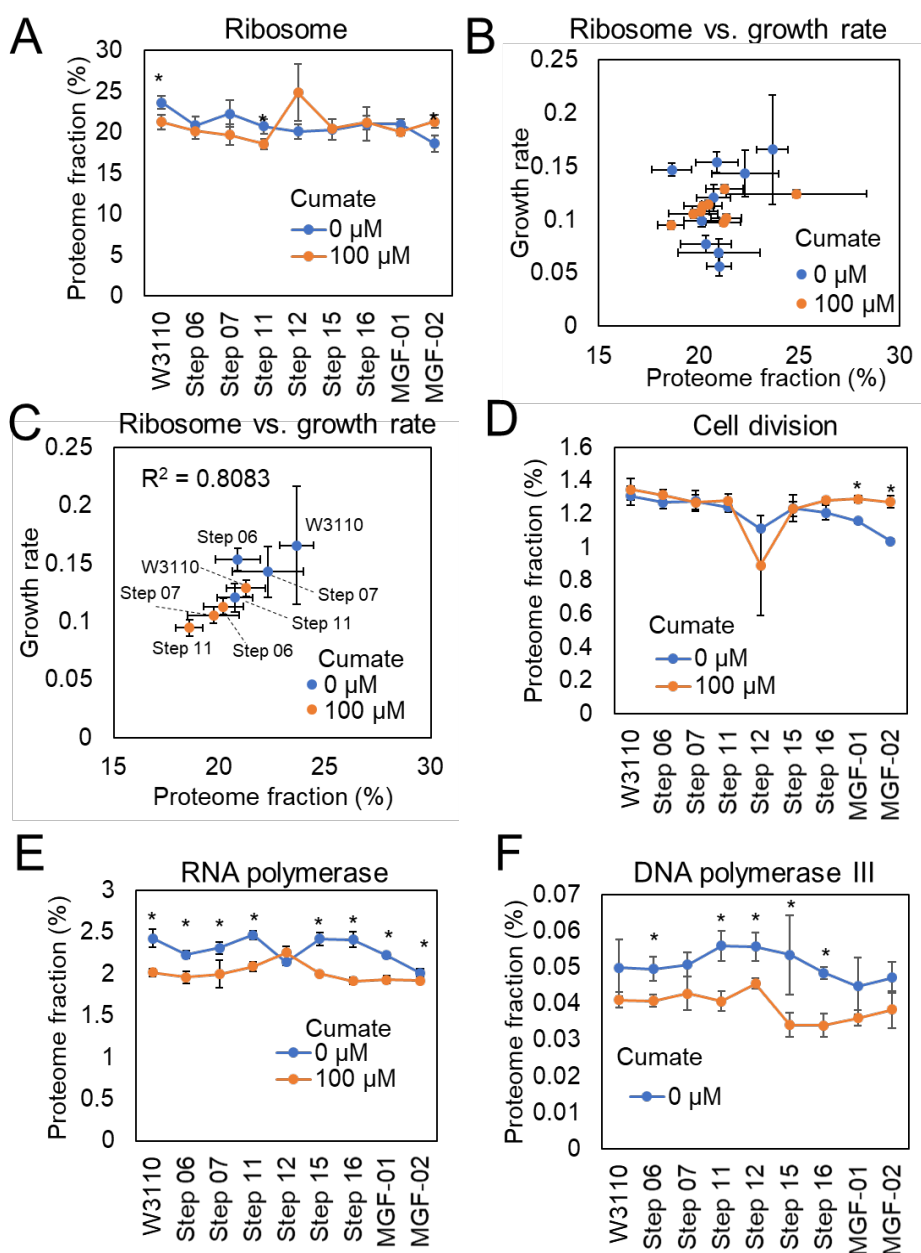 A
Ribosome
Proteome fraction (%)
30
25
20
15
10
5
0
*
*
*
Cumate
0 µM
100 µM
W3110
Step 06
Step 07
Step 11
Step 12
Step 15
Step 16
MGF-01
MGF-02
B
Ribosome vs. growth rate
Growth rate
0.25
0.2
0.15
0.1
0.05
0
Cumate
0 µM
100 µM
15
20
25
30
Proteome fraction (%)
C
Ribosome vs. growth rate
Growth rate
0.25
0.2
0.15
0.1
0.05
0
R² = 0.8083
W3110
Step 06
W3110
Step 07
Step 07
Step 11
Step 11
Step 06
Cumate
0 µM
100 µM
15
20
25
30
Proteome fraction (%)
D
Cell division
Proteome fraction (%)
1.6
1.4
1.2
1
0.8
0.6
0.4
0.2
0
*
*
Cumate
0 µM
100 µM
W3110
Step 06
Step 07
Step 11
Step 12
Step 15
Step 16
MGF-01
MGF-02
E
RNA polymerase
Proteome fraction (%)
3
2.5
2
1.5
1
0.5
0
*
*
*
*
*
*
*
*
Cumate
0 µM
100 µM
W3110
Step 06
Step 07
Step 11
Step 12
Step 15
Step 16
MGF-01
MGF-02
F
DNA polymerase III
Proteome fraction (%)
0.07
0.06
0.05
0.04
0.03
0.02
0.01
0
*
*
*
*
*
Cumate
0 µM
W3110
Step 06
Step 07
Step 11
Step 12
Step 15
Step 16
MGF-01
MGF-02